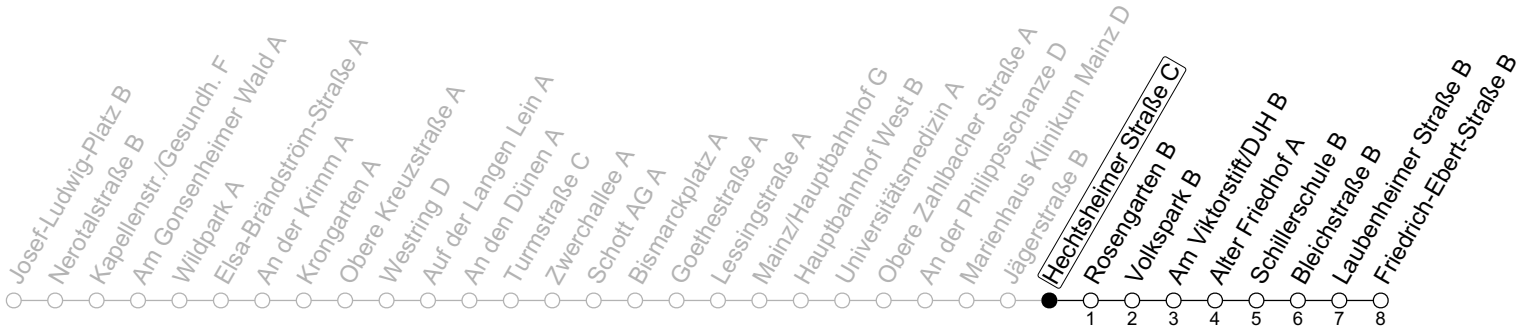 Josef-Ludwig-Platz B
Nerotalstraße B
Kapellenstr./Gesundh. F
Am Gonsenheimer Wald A
Wildpark A
Elsa-Brändström-Straße A
An der Krimm A
Krongarten A
Obere Kreuzstraße A
Westring D
Auf der Langen Lein A
An den Dünen A
Turmstraße C
Zwerchallee A
Schott AG A
Bismarckplatz A
Goethestraße A
Lessingstraße A
Mainz/Hauptbahnhof G
Hauptbahnhof West B
Universitätsmedizin A
Obere Zahlbacher Straße A
An der Philippsschanze D
Marienhaus Klinikum Mainz D
Jägerstraße B
Hechtsheimer Straße C
Rosengarten B
Volkspark B
Am Viktorstift/DJH B
Alter Friedhof A
Schillerschule B
Bleichstraße B
Laubenheimer Straße B
Friedrich-Ebert-Straße B
1 2 3 4 5 6 7 8